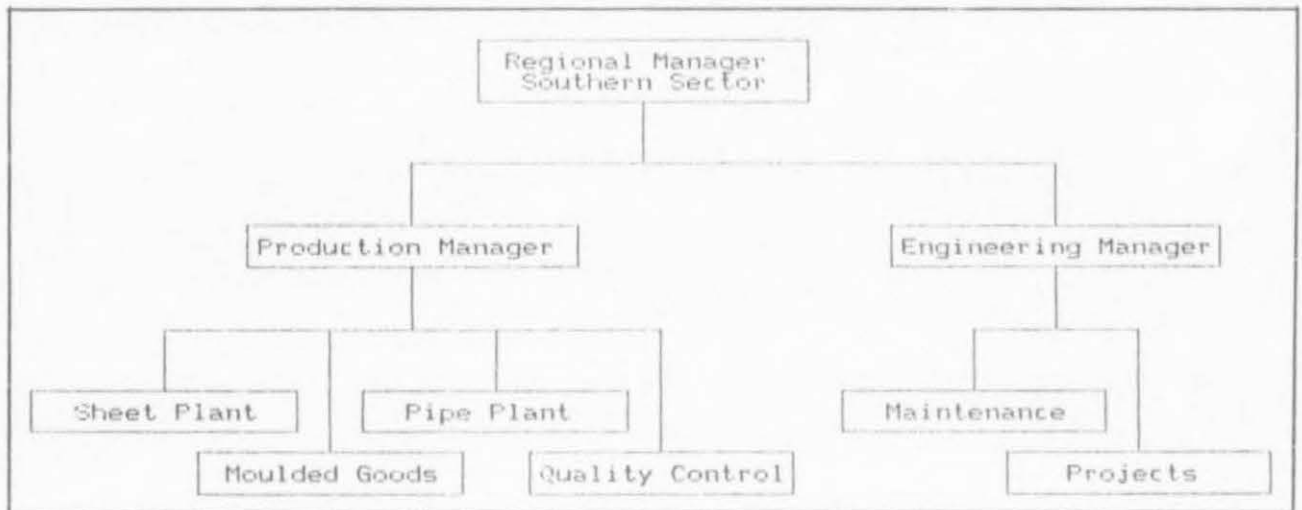 Regional Manager
Southern Sector
Production Manager
Engineering Manager
Sheet Plant
Pipe Plant
Maintenance
Moulded Goods
Quality Control
Projects